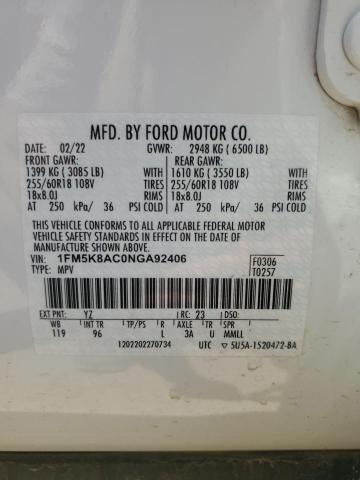 MFD. BY FORD MOTOR CO.
DATE: 02/22 GVWR: 2948 KG ( 6500 LB)
FRONT GAWR: REAR GAWR:
1399 KG ( 3085 LB) WITH 1610 KG ( 3550 LB) WITH
255/60R18 108V TIRES 255/60R18 108V TIRES
18x8.0J RIMS 18x8.0J RIMS
AT 250 kPa/ 36 PSI COLD AT 250 kPa/ 36 PSI COLD
THIS VEHICLE CONFORMS TO ALL APPLICABLE FEDERAL MOTOR
VEHICLE SAFETY AND THEFT PREVENTION STANDARDS IN EFFECT ON THE DATE OF
MANUFACTURE SHOWN ABOVE.
VIN: 1FM5K8AC0NGA92406 F0306
TYPE: MPV T0257
EXT PNT: YZ RC: 23 DSO:
WB INT TR TP/PS R AXLE TR SPR
119 96 L 3A U MMLL
1202202270734 UTC 5U5A-1520472-BA